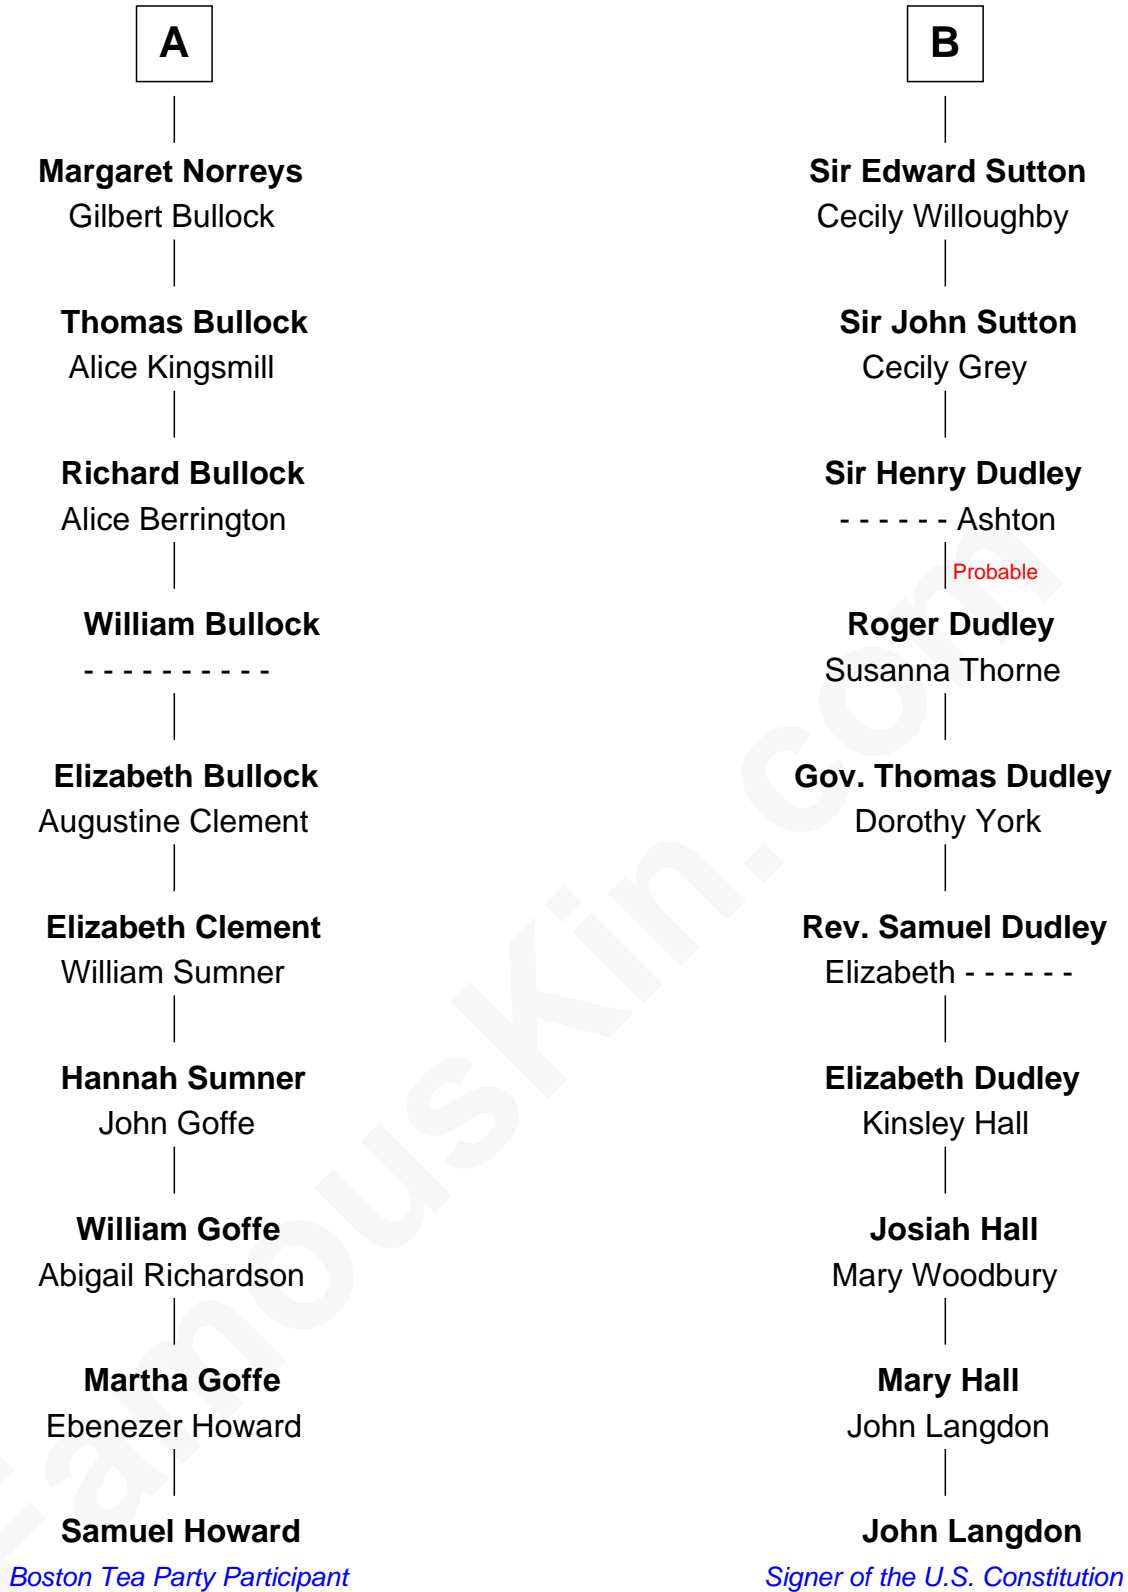 A
Margaret Norreys
Gilbert Bullock
Thomas Bullock
Alice Kingsmill
Richard Bullock
Alice Berrington
William Bullock
- - - - - - - - - -
Elizabeth Bullock
Augustine Clement
Elizabeth Clement
William Sumner
Hannah Sumner
John Goffe
William Goffe
Abigail Richardson
Martha Goffe
Ebenezer Howard
Samuel Howard
Boston Tea Party Participant
B
Sir Edward Sutton
Cecily Willoughby
Sir John Sutton
Cecily Grey
Sir Henry Dudley
- - - - - - Ashton
Probable
Roger Dudley
Susanna Thorne
Gov. Thomas Dudley
Dorothy York
Rev. Samuel Dudley
Elizabeth - - - - - -
Elizabeth Dudley
Kinsley Hall
Josiah Hall
Mary Woodbury
Mary Hall
John Langdon
John Langdon
Signer of the U.S. Constitution
FamousKin.com